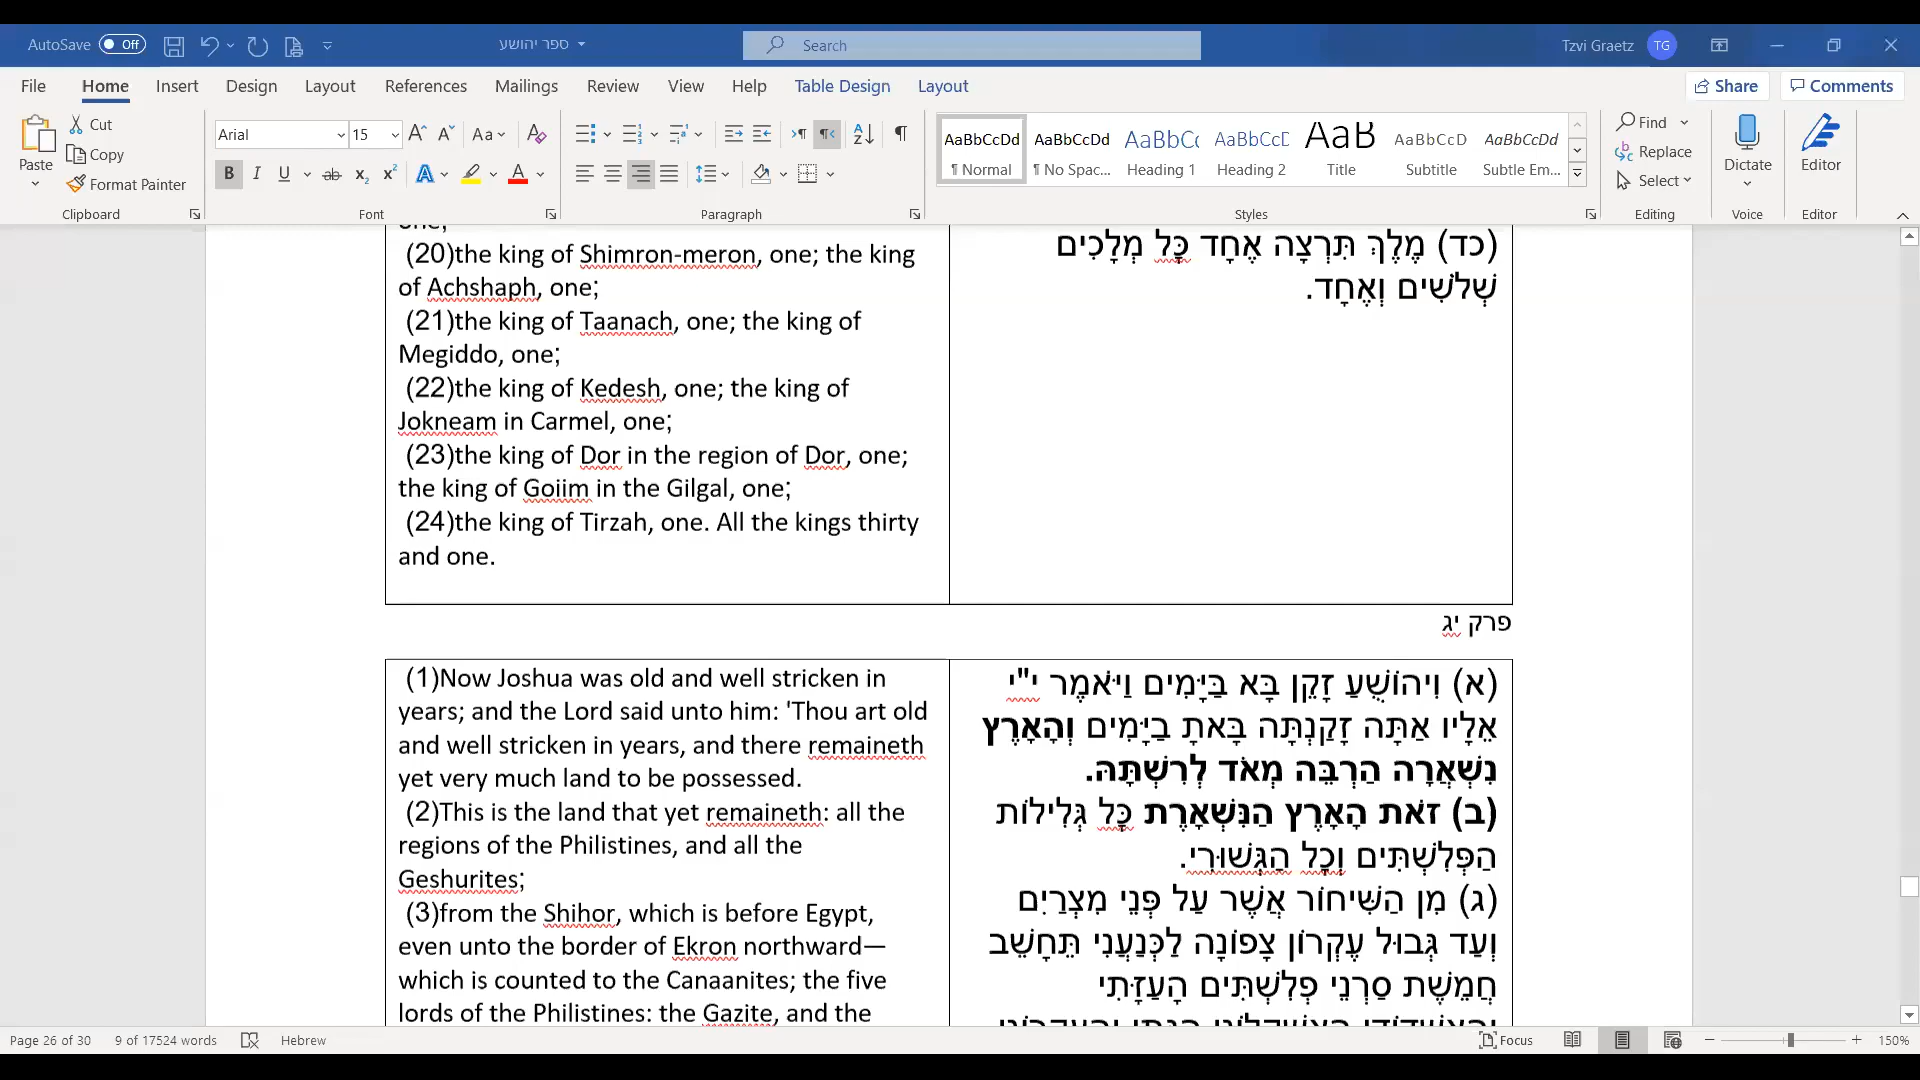 AutoSave Off
ספר יהושע
Search
Tzvi Graetz TG
File Home Insert Design Layout References Mailings Review View Help Table Design Layout
Share Comments
Paste
Cut
Copy
Format Painter
Clipboard
Arial 15
Font
Paragraph
AaBbCcDd AaBbCcDd AaBbCc AaBbCcD AaB AaBbCcD AaBbCcDd
¶ Normal ¶ No Spac... Heading 1 Heading 2 Title Subtitle Subtle Em...
Styles
Find
Replace
Select
Editing
Dictate
Voice
Editor
Editor
one;
(20)the king of Shimron-meron, one; the king
of Achshaph, one;
(21)the king of Taanach, one; the king of
Megiddo, one;
(22)the king of Kedesh, one; the king of
Jokneam in Carmel, one;
(23)the king of Dor in the region of Dor, one;
the king of Goiim in the Gilgal, one;
(24)the king of Tirzah, one. All the kings thirty
and one.
(כד) מֶלֶךְ תִּרְצָה אֶחָד כׇּל מְלָכִים
שְׁלֹשִׁים וְאֶחָד.
פרק יג
(1)Now Joshua was old and well stricken in
years; and the Lord said unto him: 'Thou art old
and well stricken in years, and there remaineth
yet very much land to be possessed.
(2)This is the land that yet remaineth: all the
regions of the Philistines, and all the
Geshurites;
(3)from the Shihor, which is before Egypt,
even unto the border of Ekron northward—
which is counted to the Canaanites; the five
lords of the Philistines: the Gazite, and the
(א) וִיהוֹשֻׁעַ זָקֵן בָּא בַּיָּמִים וַיֹּאמֶר י"י
אֵלָיו אַתָּה זָקַנְתָּה בָּאתָ בַיָּמִים וְהָאָרֶץ
נִשְׁאֲרָה הַרְבֵּה מְאֹד לְרִשְׁתָּהּ.
(ב) זֹאת הָאָרֶץ הַנִּשְׁאָרֶת כׇּל גְּלִילוֹת
הַפְּלִשְׁתִּים וְכׇל הַגְּשׁוּרִי.
(ג) מִן הַשִּׁיחוֹר אֲשֶׁר עַל פְּנֵי מִצְרַיִם
וְעַד גְּבוּל עֶקְרוֹן צָפוֹנָה לַכְּנַעֲנִי תֵּחָשֵׁב
חֲמֵשֶׁת סַרְנֵי פְלִשְׁתִּים הָעַזָּתִי
Page 26 of 30 9 of 17524 words Hebrew
Focus 150%